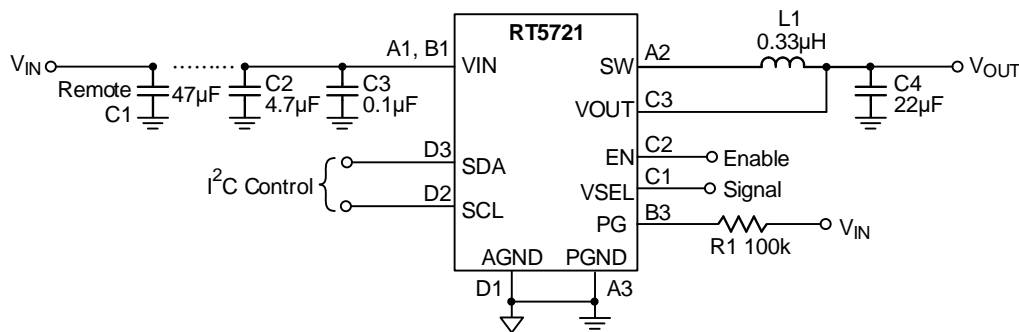 RT5721
L1
0.33µH
A1, B1
A2
VIN
VIN
SW
VOUT
Remote
C1
47µF
C2
4.7µF
C3
0.1µF
C4
22µF
VOUT
C3
C2
EN
Enable
D3
SDA
I²C Control
C1
VSEL
Signal
D2
SCL
B3
PG
R1 100k
VIN
AGND
PGND
D1
A3